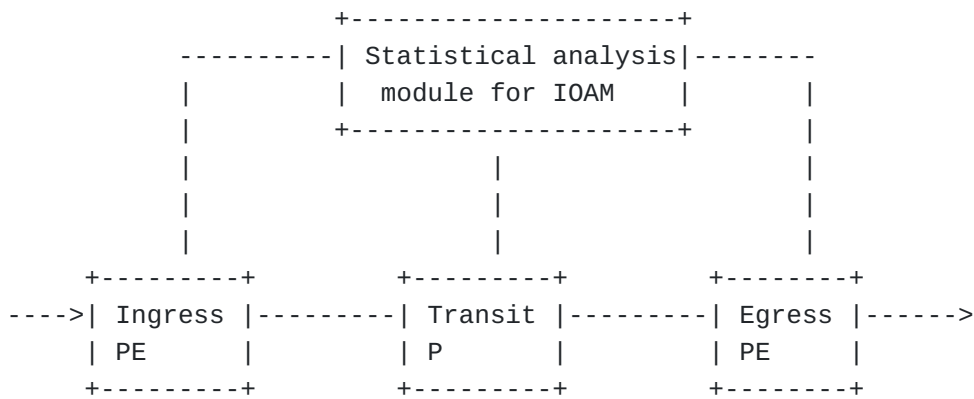 Statistical analysis
module for IOAM
Ingress
PE
Transit
P
Egress
PE